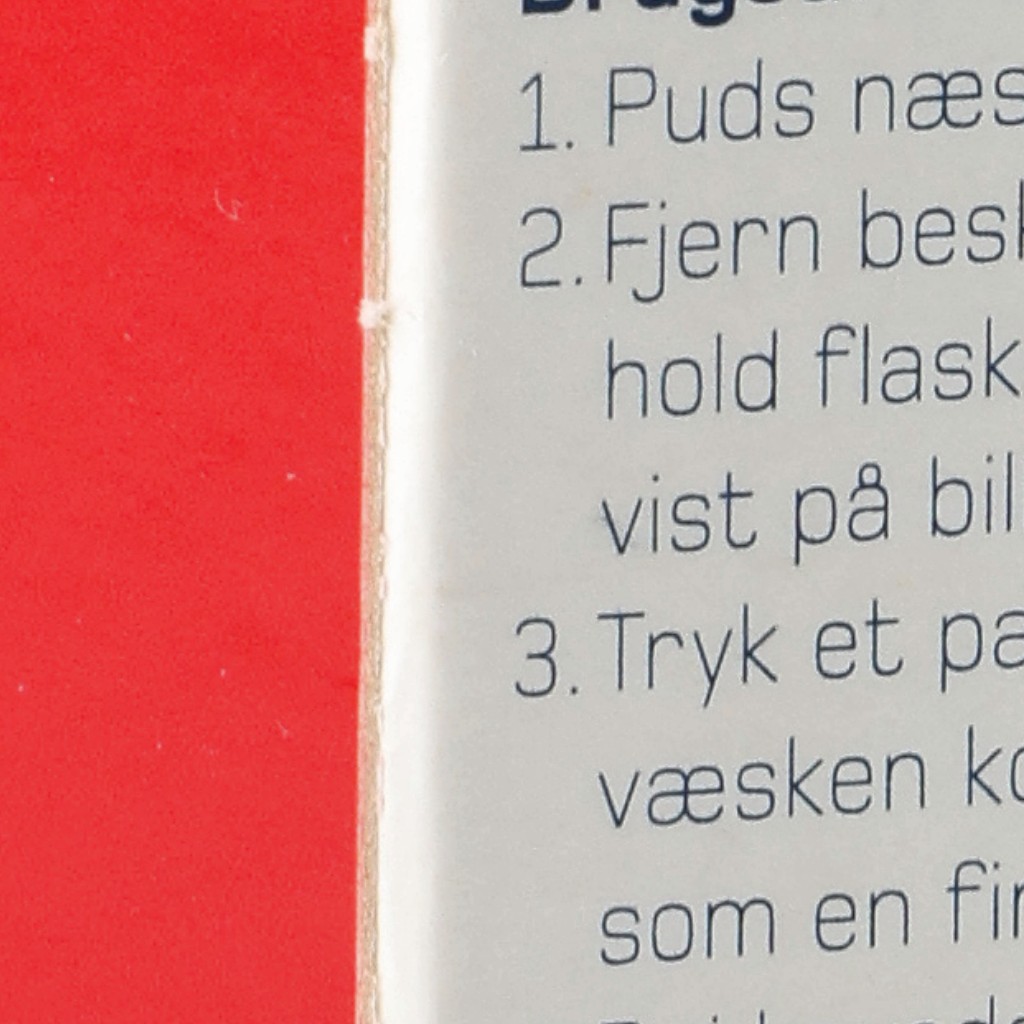 1. Puds næs
2. Fjern besk
hold flask
vist på bil
3. Tryk et pa
væsken ko
som en fin